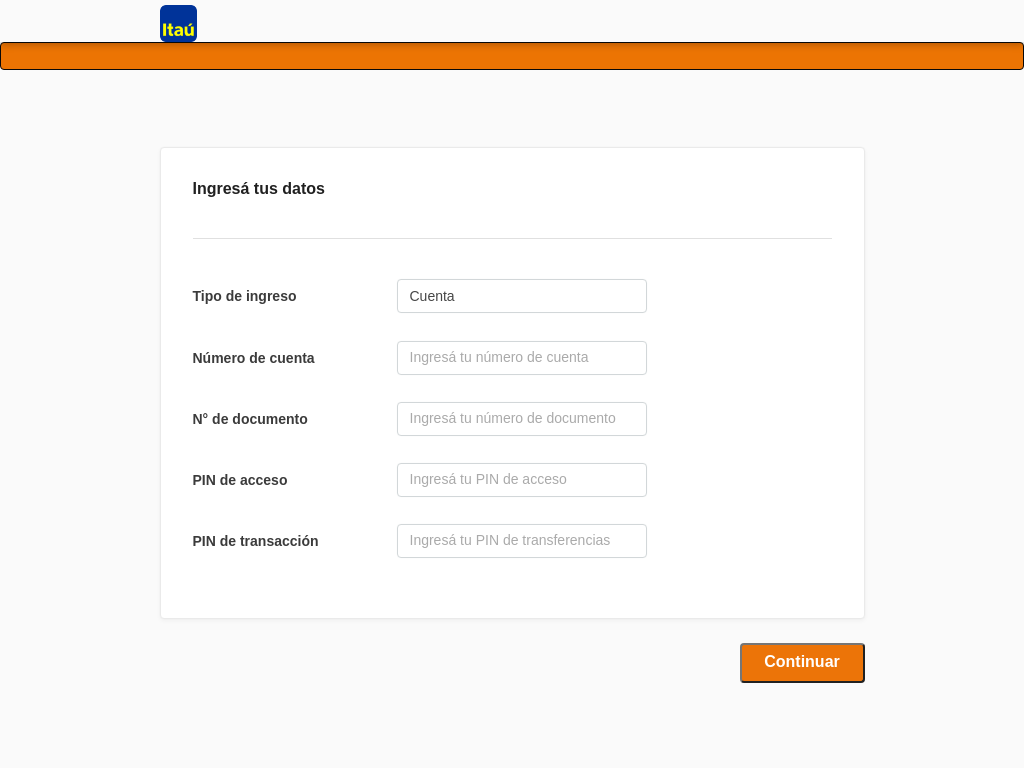 Itaú
Ingresá tus datos
Tipo de ingreso
Cuenta
Número de cuenta
Ingresá tu número de cuenta
N° de documento
Ingresá tu número de documento
PIN de acceso
Ingresá tu PIN de acceso
PIN de transacción
Ingresá tu PIN de transferencias
Continuar